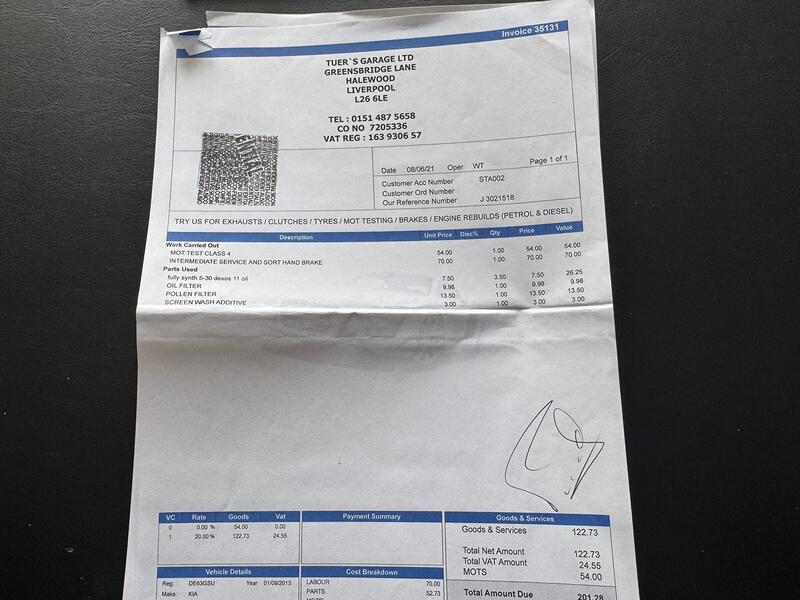 Invoice 35131
TUER`S GARAGE LTD
GREENSBRIDGE LANE
HALEWOOD
LIVERPOOL
L26 6LE
TEL : 0151 487 5658
CO NO 7205336
VAT REG : 163 9306 57
Date 08/06/21 Oper WT Page 1 of 1
Customer Acc Number STA002
Customer Ord Number
Our Reference Number J 3021518
TRY US FOR EXHAUSTS / CLUTCHES / TYRES / MOT TESTING / BRAKES / ENGINE REBUILDS (PETROL & DIESEL)
Description Unit Price Disc% Qty Price Value
Work Carried Out
MOT TEST CLASS 4 54.00 1.00 54.00 54.00
INTERMEDIATE SERVICE AND SORT HAND BRAKE 70.00 1.00 70.00 70.00
Parts Used
fully synth 5-30 dexos 11 oil 7.50 3.50 7.50 26.25
OIL FILTER 9.98 1.00 9.98 9.98
POLLEN FILTER 13.50 1.00 13.50 13.50
SCREEN WASH ADDITIVE 3.00 1.00 3.00 3.00
VC Rate Goods Vat
0 0.00 % 54.00 0.00
1 20.00 % 122.73 24.55
Payment Summary
Goods & Services
Goods & Services 122.73
Total Net Amount 122.73
Total VAT Amount 24.55
MOTS 54.00
Total Amount Due 201.28
Vehicle Details
Reg: DE63GSU Year 01/09/2013
Make: KIA
Cost Breakdown
LABOUR 70.00
PARTS 52.73